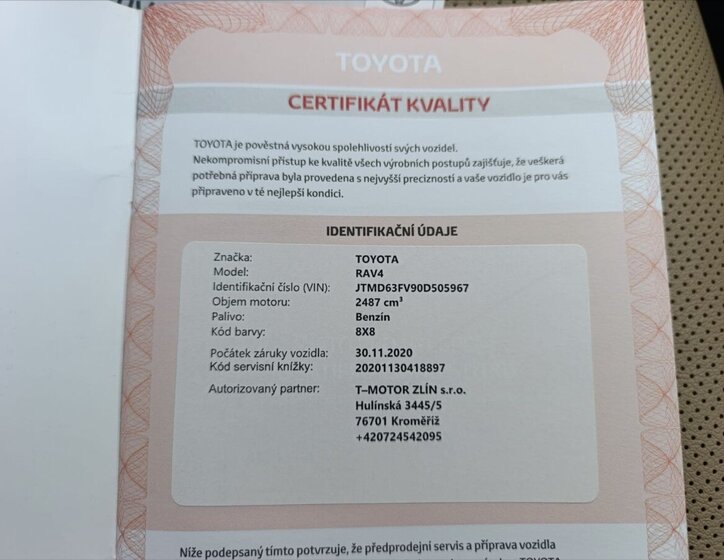 TOYOTA
CERTIFIKÁT KVALITY
TOYOTA je pověstná vysokou spolehlivostí svých vozidel.
Nekompromisní přístup ke kvalitě všech výrobních postupů zajišťuje, že veškerá
potřebná příprava byla provedena s nejvyšší precizností a vaše vozidlo je pro vás
připraveno v té nejlepší kondici.
IDENTIFIKAČNÍ ÚDAJE
Značka: TOYOTA
Model: RAV4
Identifikační číslo (VIN): JTMD63FV90D505967
Objem motoru: 2487 cm³
Palivo: Benzín
Kód barvy: 8X8
Počátek záruky vozidla: 30.11.2020
Kód servisní knížky: 20201130418897
Autorizovaný partner: T-MOTOR ZLÍN s.r.o.
Hulínská 3445/5
76701 Kroměříž
+420724542095
Níže podepsaný tímto potvrzuje, že předprodejní servis a příprava vozidla
TOYOTA